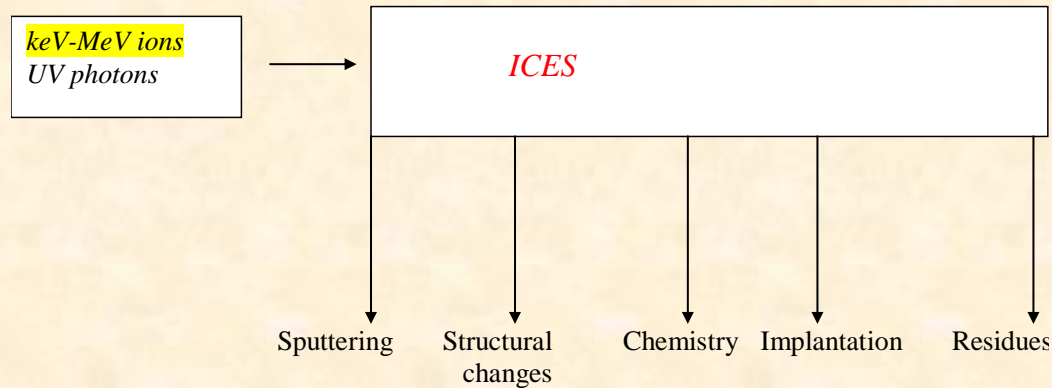 keV-MeV ions
UV photons
ICES
Sputtering
Structural
changes
Chemistry
Implantation
Residues